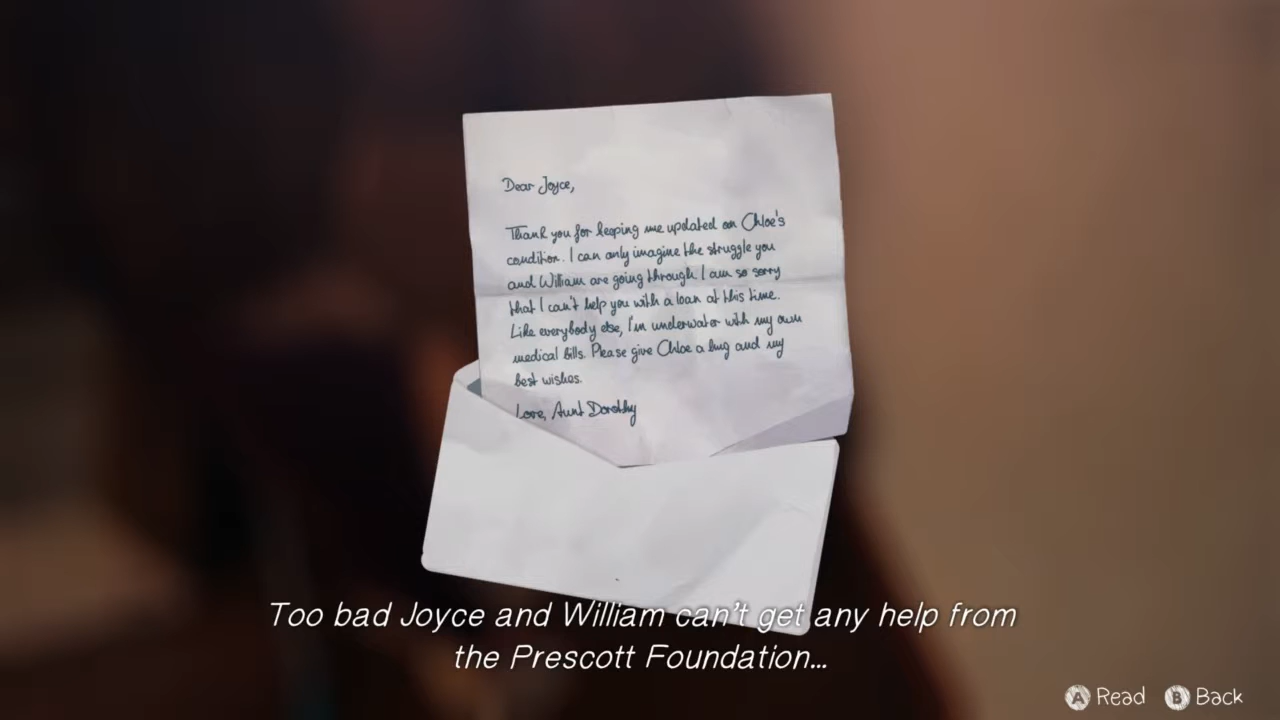 Dear Joyce,
Thank you for keeping me updated on Chloe's
condition. I can only imagine the struggle you
and William are going through. I am so sorry
that I can't help you with a loan at this time.
Like everybody else, I'm underwater with my own
medical bills. Please give Chloe a hug and my
best wishes.
Love, Aunt Dorothy
Too bad Joyce and William can't get any help from
the Prescott Foundation...
A Read B Back